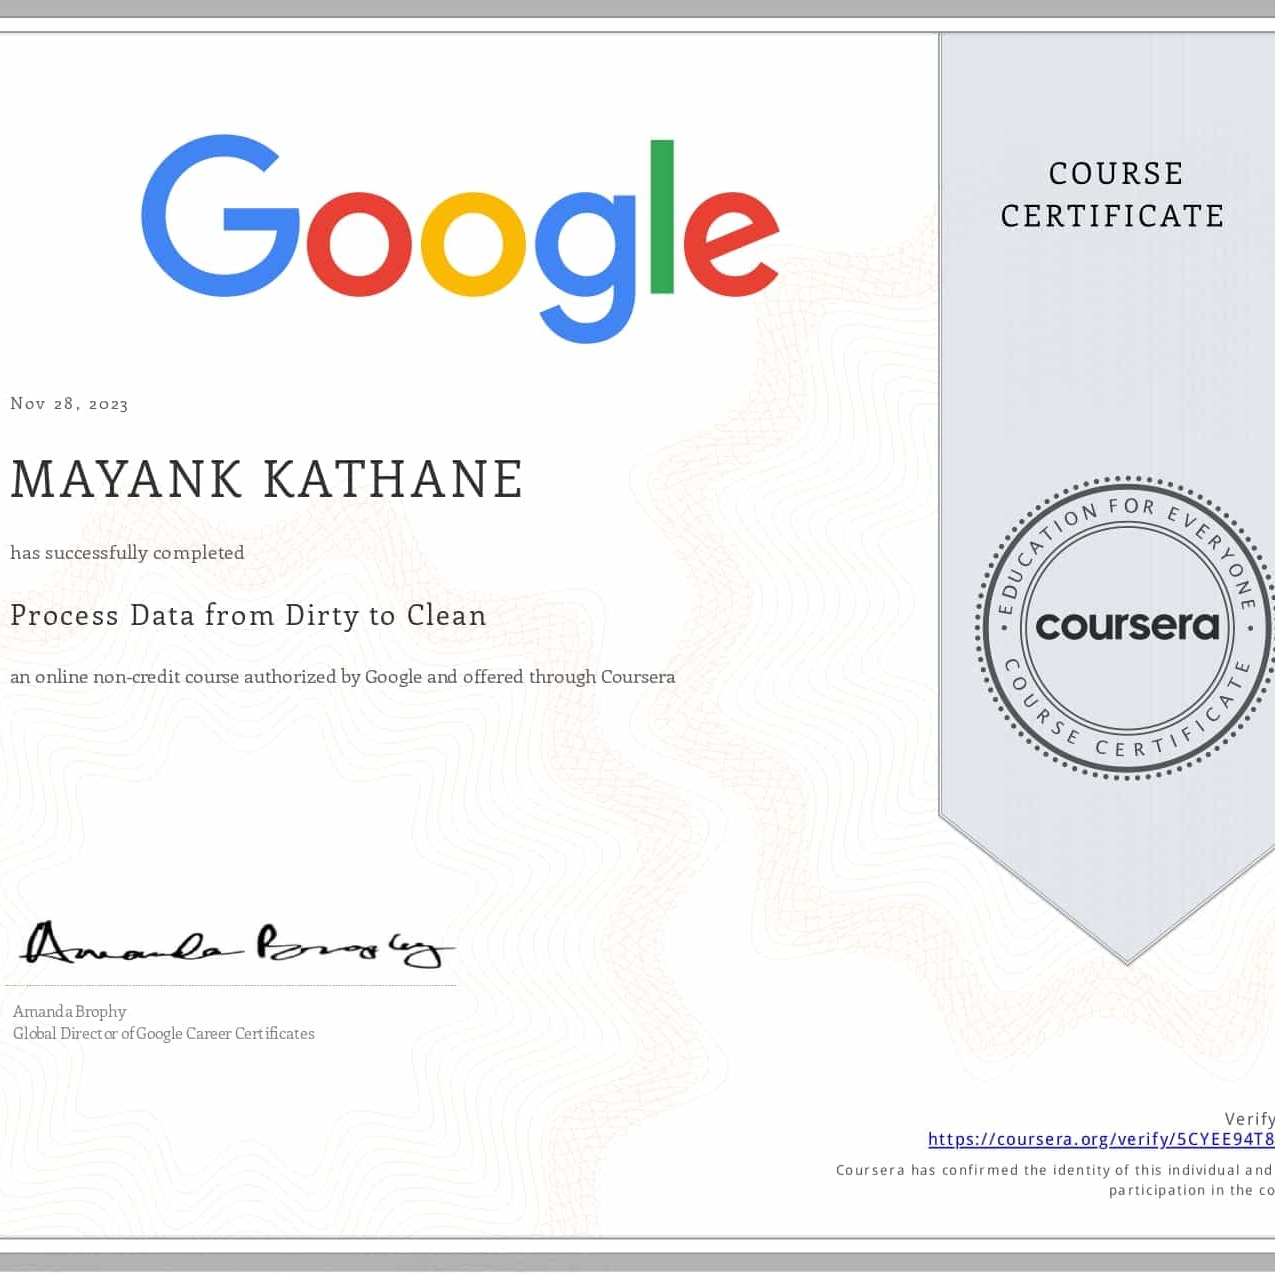 Google
COURSE
CERTIFICATE
Nov 28, 2023
MAYANK KATHANE
has successfully completed
Process Data from Dirty to Clean
an online non-credit course authorized by Google and offered through Coursera
EDUCATION FOR EVERYONE
coursera
COURSE CERTIFICATE
Amanda Brophy
Amanda Brophy
Global Director of Google Career Certificates
Verify
https://coursera.org/verify/5CYEE94T8
Coursera has confirmed the identity of this individual and
participation in the co